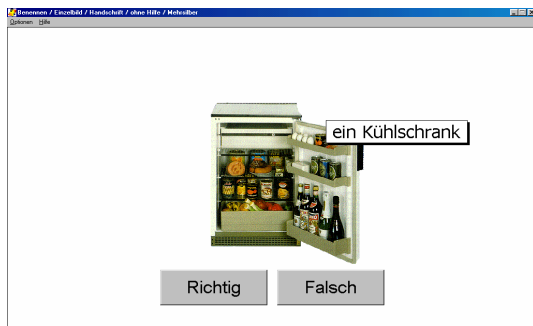 Benennen / Einzelbild / Handschrift / ohne Hilfe / Mehrsilber
Optionen Hilfe
ein Kühlschrank
Richtig Falsch